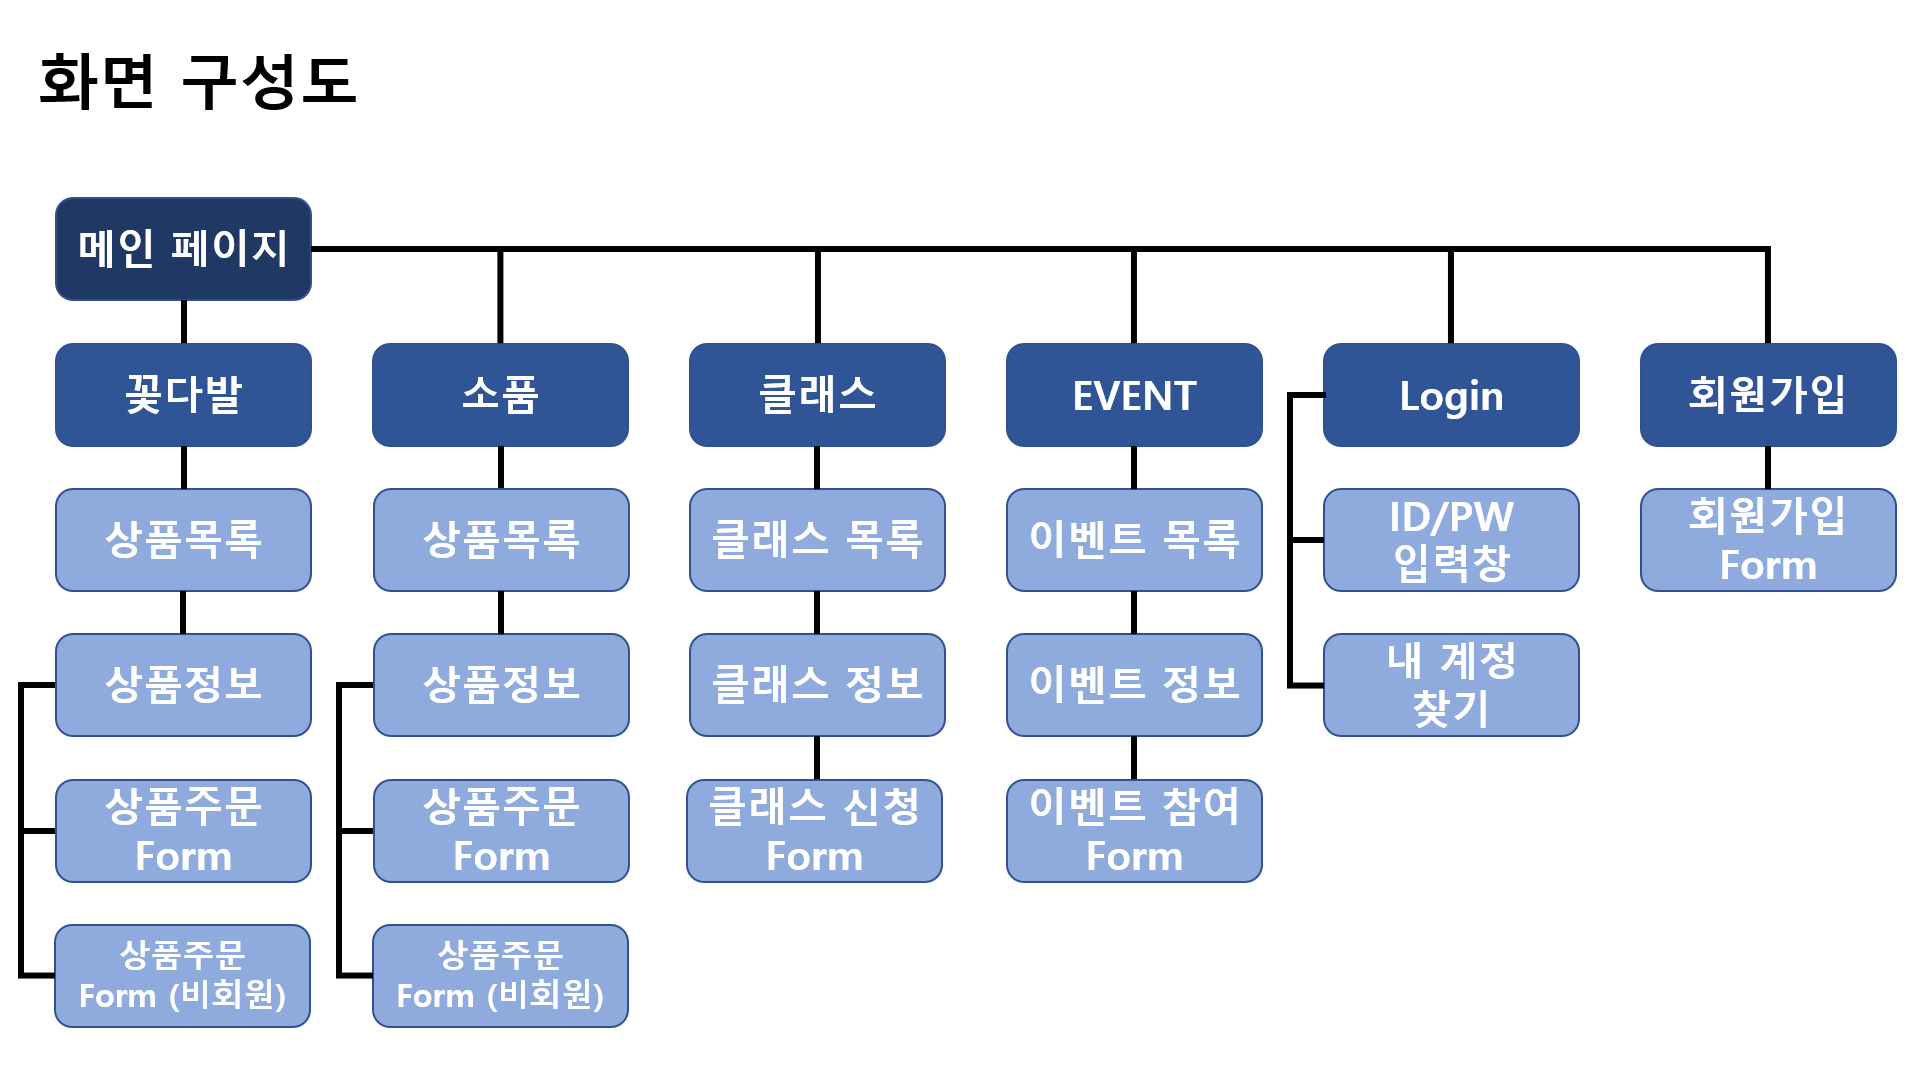 화면 구성도
메인 페이지
꽃다발
소품
클래스
EVENT
Login
회원가입
상품목록
상품목록
클래스 목록
이벤트 목록
ID/PW
입력창
회원가입
Form
상품정보
상품정보
클래스 정보
이벤트 정보
내 계정
찾기
상품주문
Form
상품주문
Form
클래스 신청
Form
이벤트 참여
Form
상품주문
Form (비회원)
상품주문
Form (비회원)